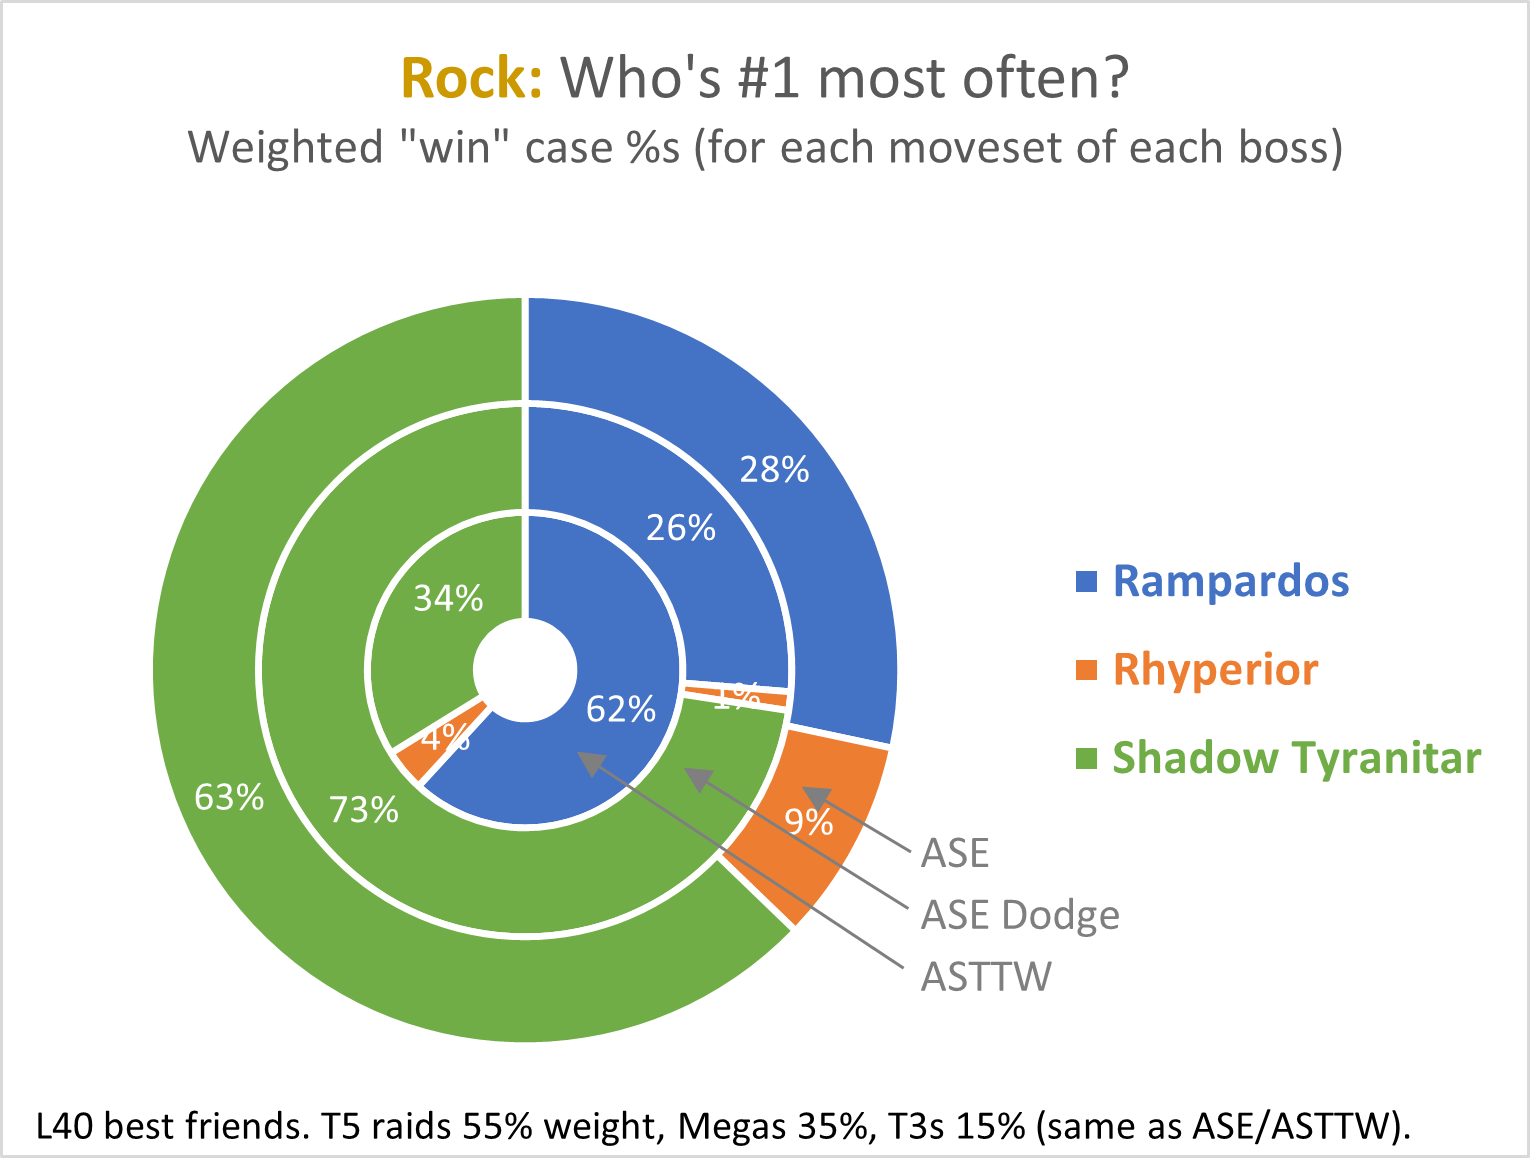 Rock: Who's #1 most often?
Weighted "win" case %s (for each moveset of each boss)
28%
26%
34%
62%
1%
4%
63%
73%
9%
Rampardos
Rhyperior
Shadow Tyranitar
ASE
ASE Dodge
ASTTW
L40 best friends. T5 raids 55% weight, Megas 35%, T3s 15% (same as ASE/ASTTW).